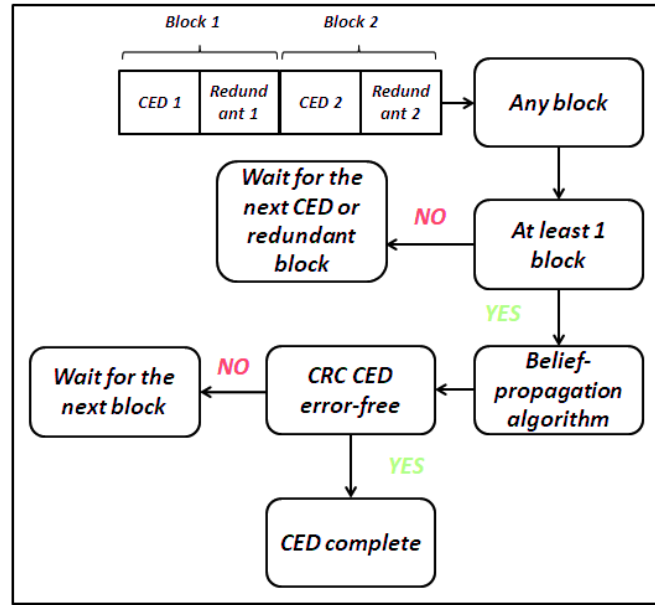 Block 1 Block 2
CED 1 Redund CED 2 Redund
ant 1 ant 2
Any block
Wait for the
next CED or
redundant
block
NO
At least 1
block
YES
Wait for the
next block
NO
CRC CED
error-free
Belief-
propagation
algorithm
YES
CED complete